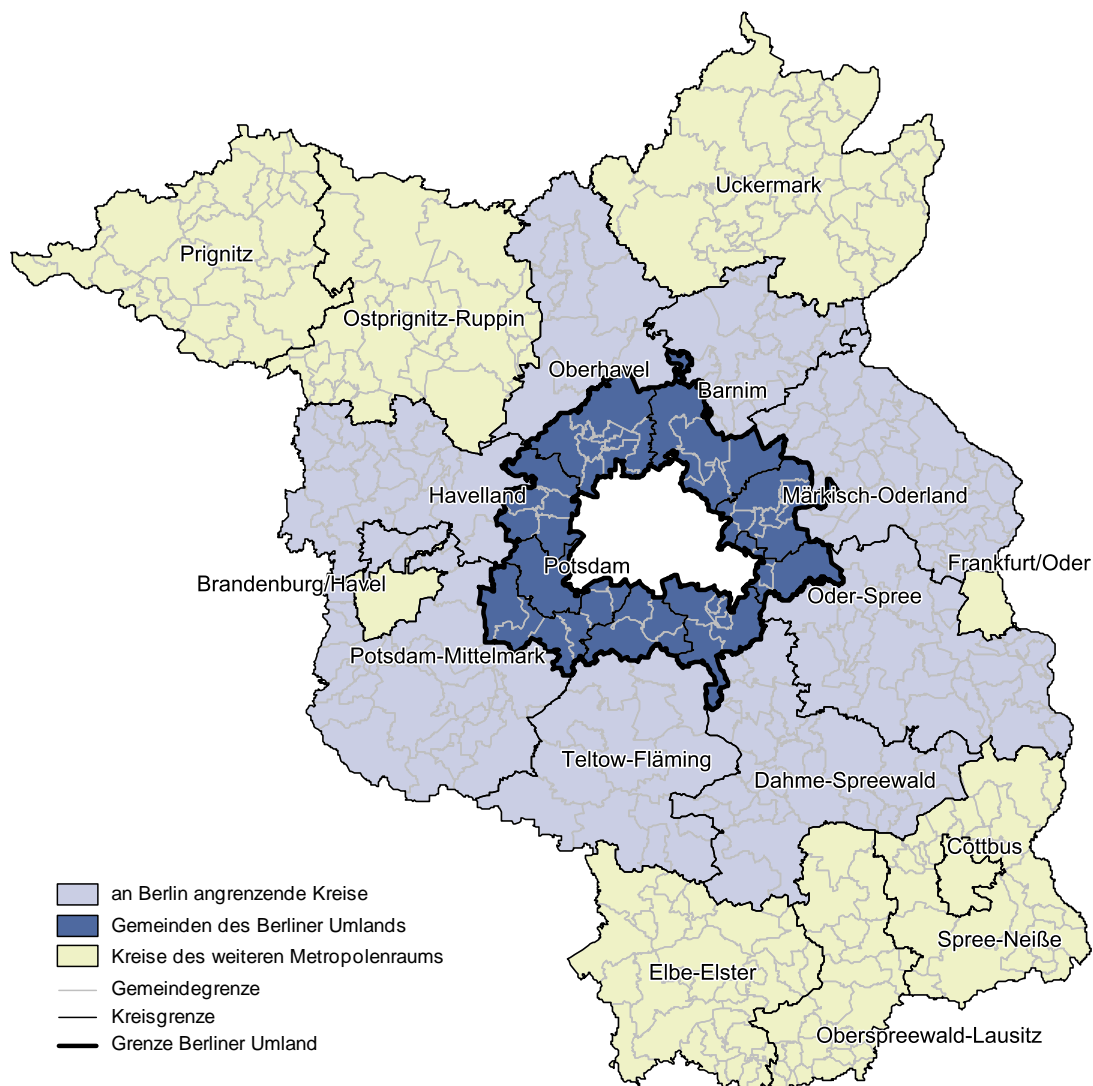 Uckermark
Prignitz
Ostprignitz-Ruppin
Oberhavel
Barnim
Havelland
Märkisch-Oderland
Potsdam
Frankfurt/Oder
Brandenburg/Havel
Oder-Spree
Potsdam-Mittelmark
Teltow-Fläming
Dahme-Spreewald
Cottbus
Spree-Neiße
Elbe-Elster
Oberspreewald-Lausitz
an Berlin angrenzende Kreise
Gemeinden des Berliner Umlands
Kreise des weiteren Metropolenraums
Gemeindegrenze
Kreisgrenze
Grenze Berliner Umland